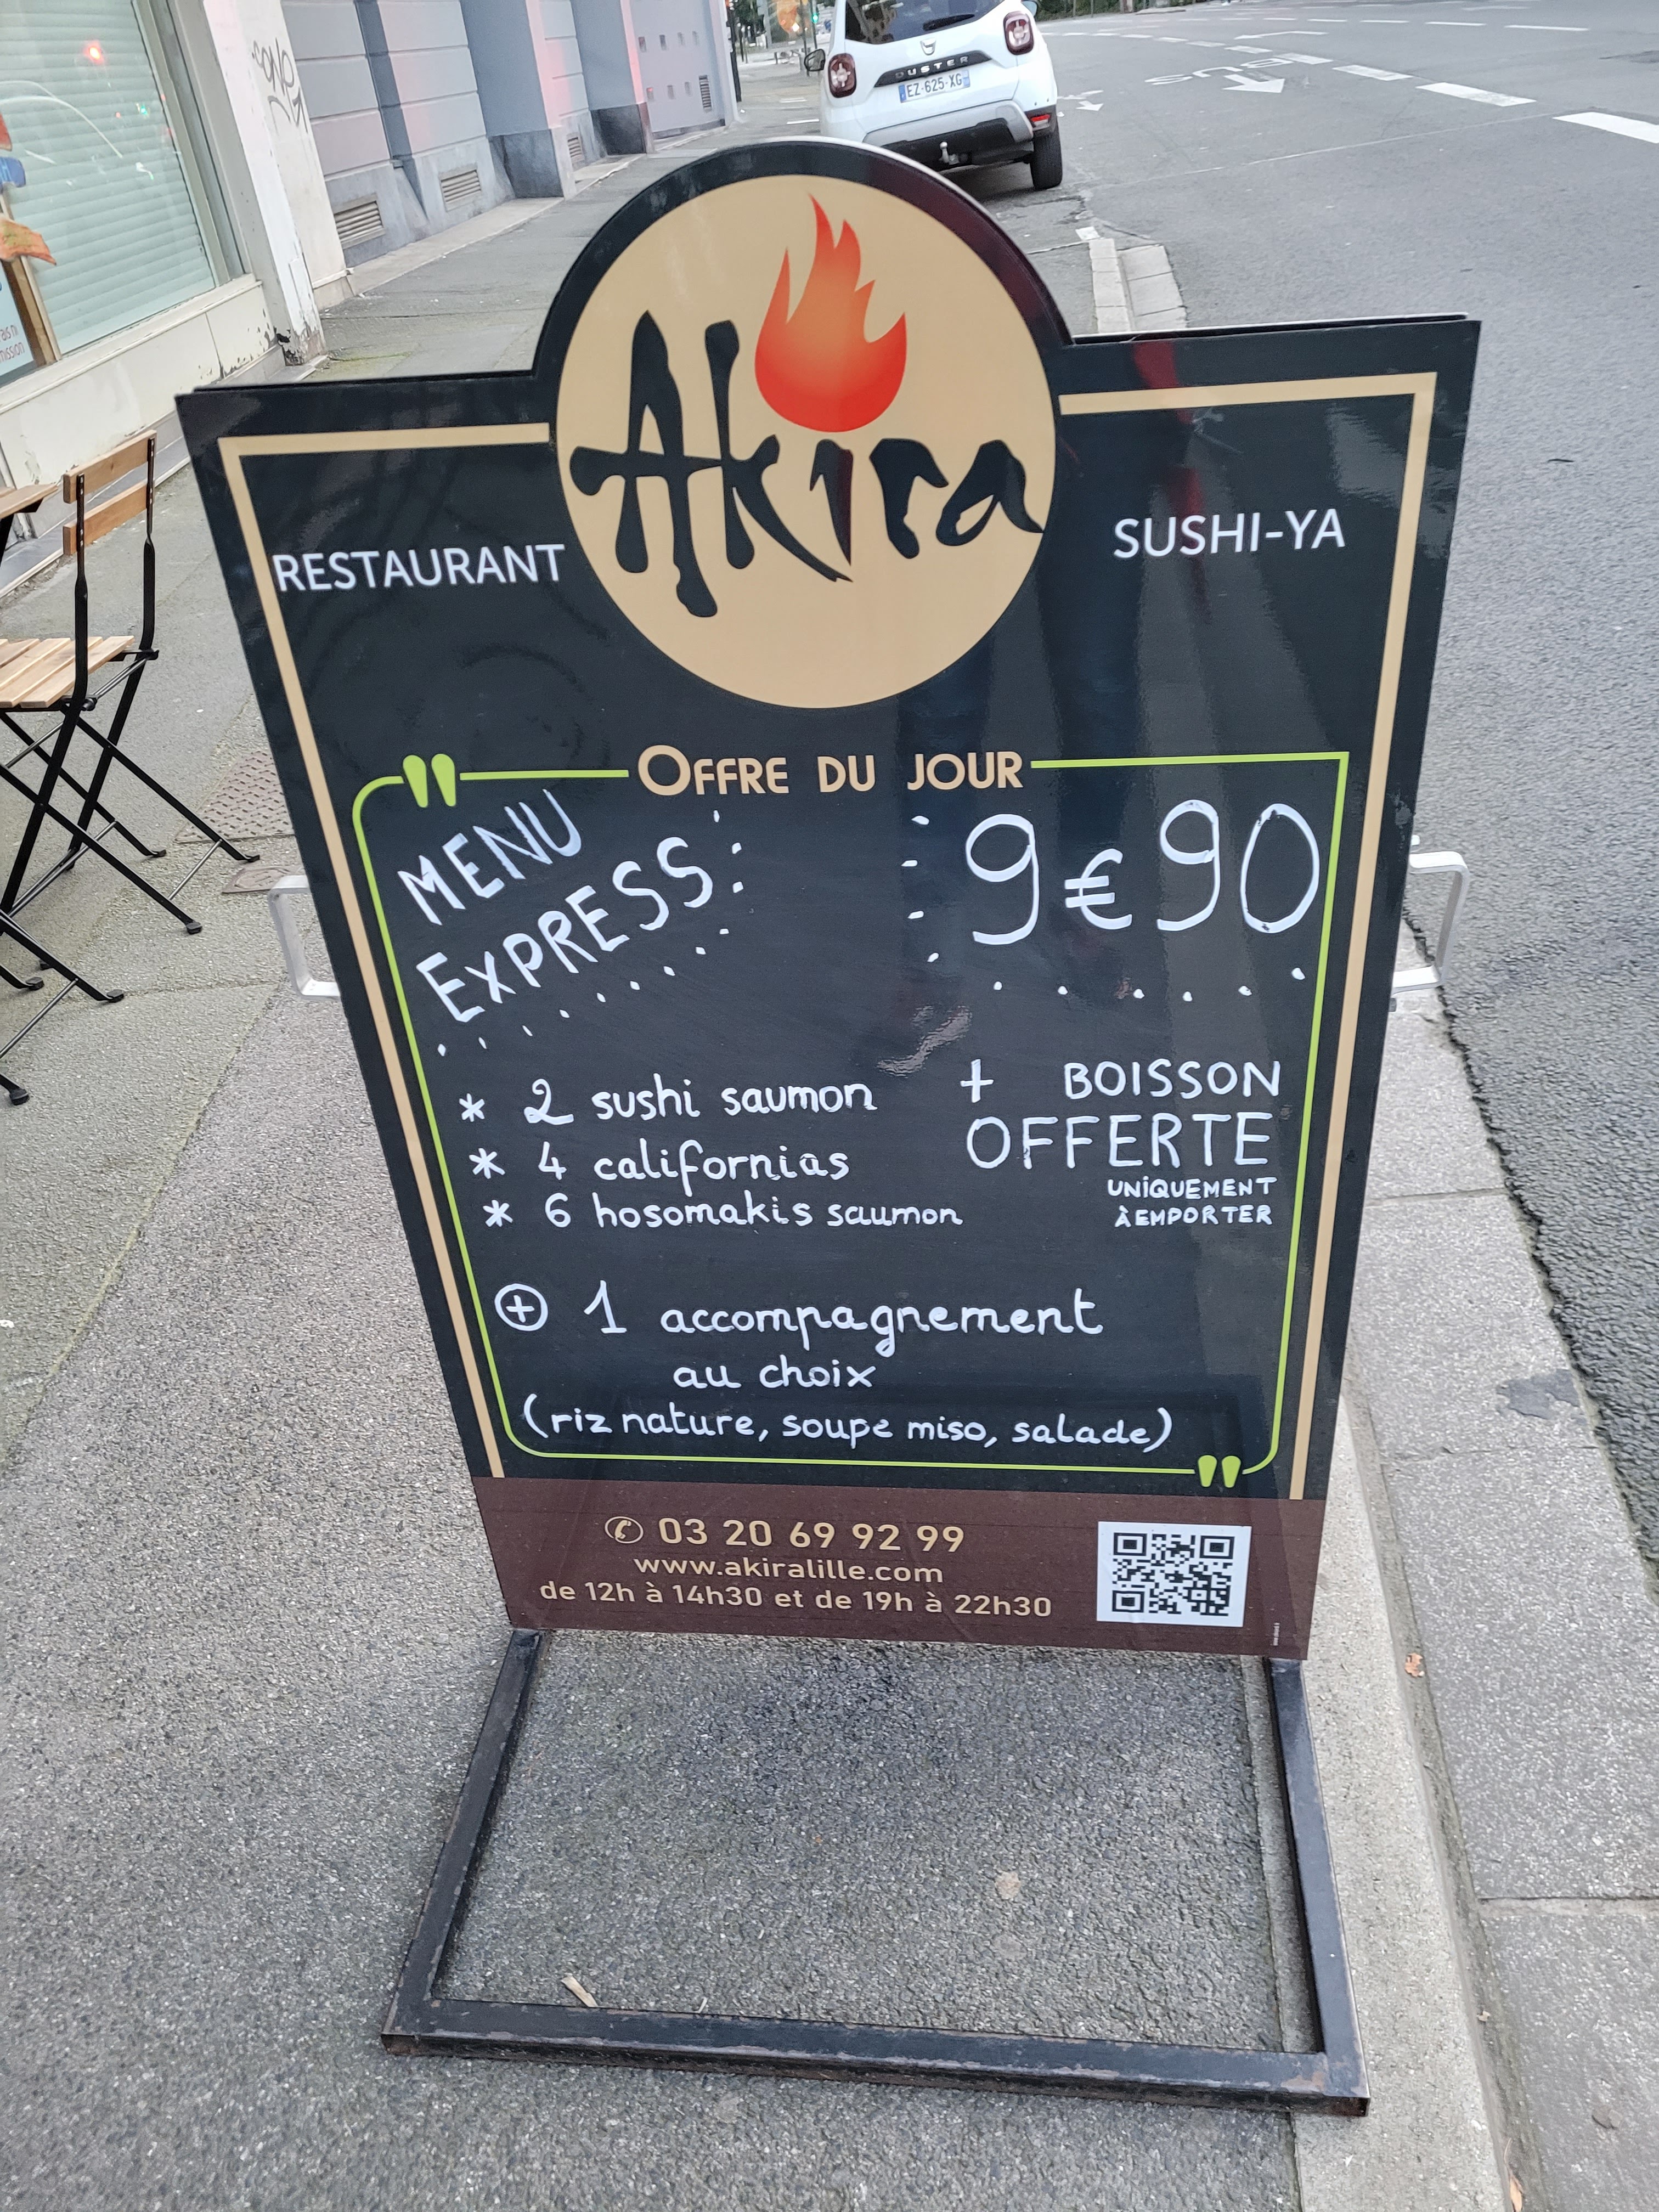 DUSTER
EZ-625-XG
BUS
Akira
RESTAURANT
SUSHI-YA
OFFRE DU JOUR
MENU
EXPRESS:
9€90
* 2 sushi saumon
* 4 californias
* 6 hosomakis saumon
+ BOISSON
OFFERTE
UNIQUEMENT
À EMPORTER
+ 1 accompagnement
au choix
(riz nature, soupe miso, salade)
03 20 69 92 99
www.akiralille.com
de 12h à 14h30 et de 19h à 22h30